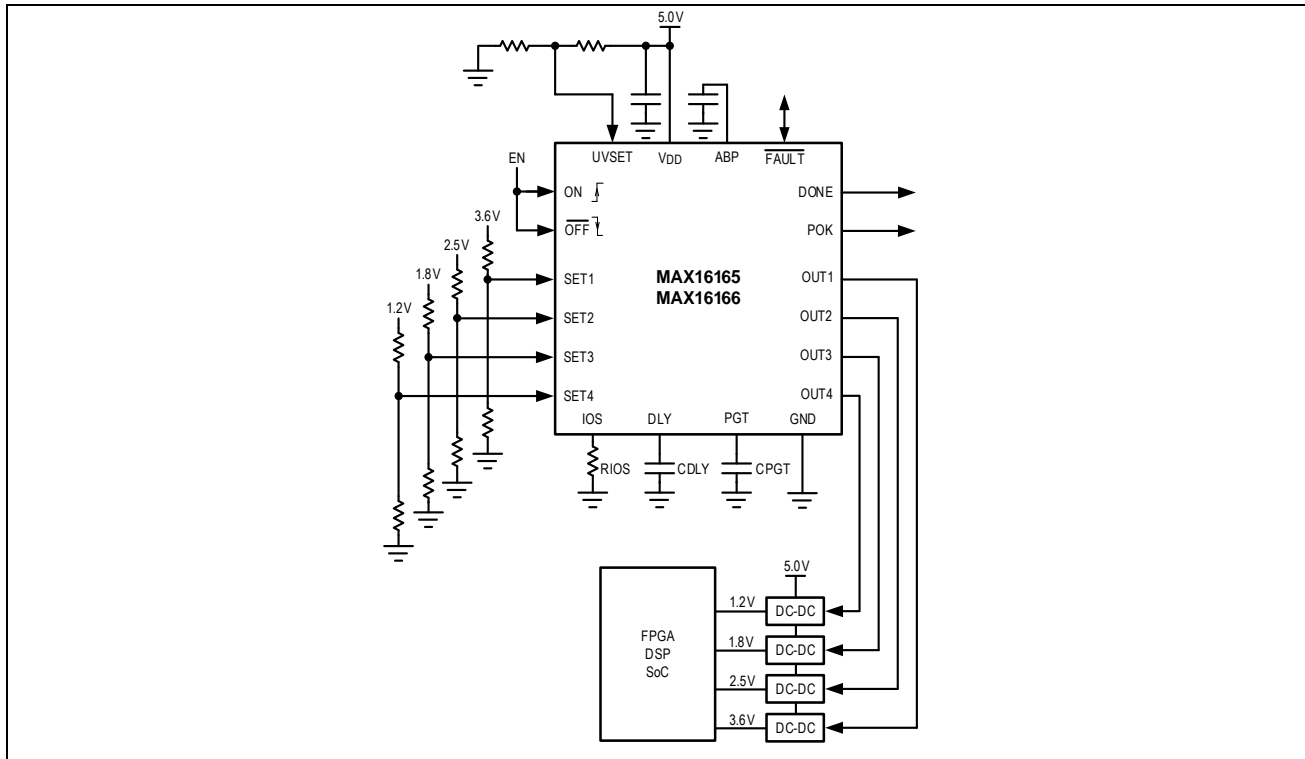 5.0V
UVSET
VDD
ABP
FAULT
EN
ON
OFF
DONE
POK
3.6V
2.5V
1.8V
1.2V
SET1
SET2
SET3
SET4
MAX16165
MAX16166
OUT1
OUT2
OUT3
OUT4
IOS
DLY
PGT
GND
RIOS
CDLY
CPGT
5.0V
FPGA
DSP
SoC
1.2V
DC-DC
1.8V
DC-DC
2.5V
DC-DC
3.6V
DC-DC